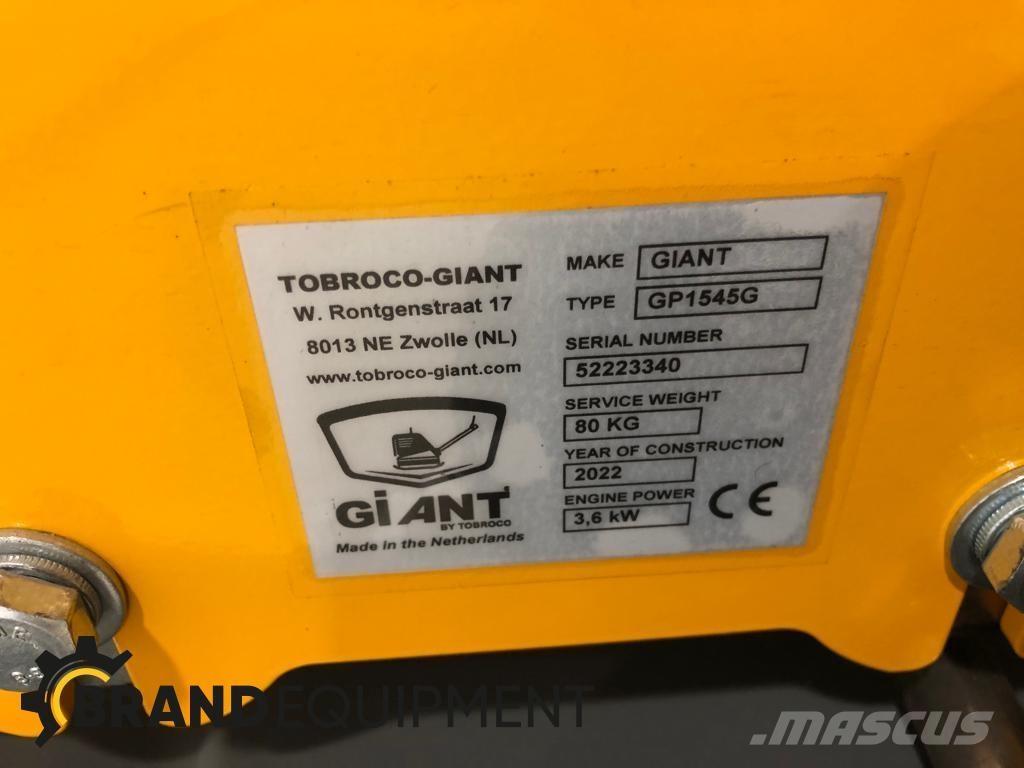 TOBROCO-GIANT
W. Rontgenstraat 17
8013 NE Zwolle (NL)
www.tobroco-giant.com
GiANT
BY TOBROCO
Made in the Netherlands
MAKE GIANT
TYPE GP1545G
SERIAL NUMBER
52223340
SERVICE WEIGHT
80 KG
YEAR OF CONSTRUCTION
2022
ENGINE POWER
3,6 kW
CE
BRANDEQUIPMENT
MASCUS